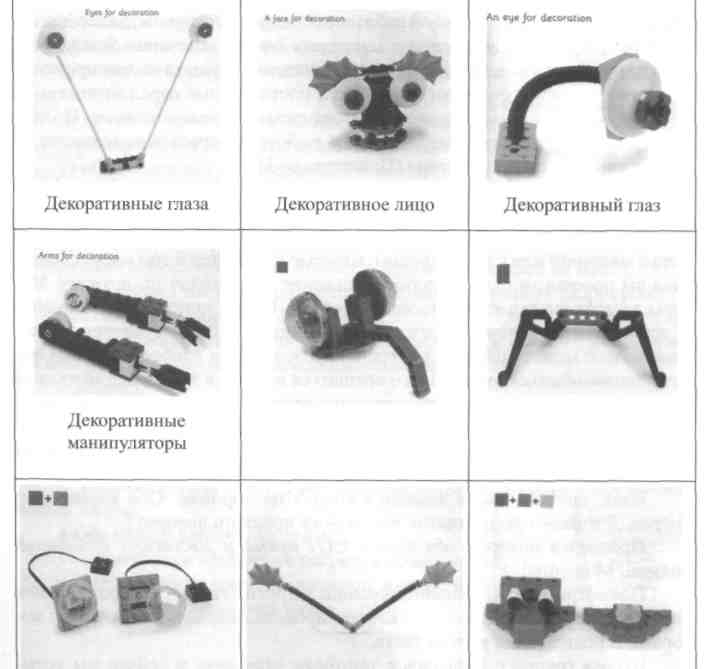 Eyes for decoration
A face for decoration
An eye for decoration
Декоративные глаза
Декоративное лицо
Декоративный глаз
Arms for decoration
Декоративные
манипуляторы